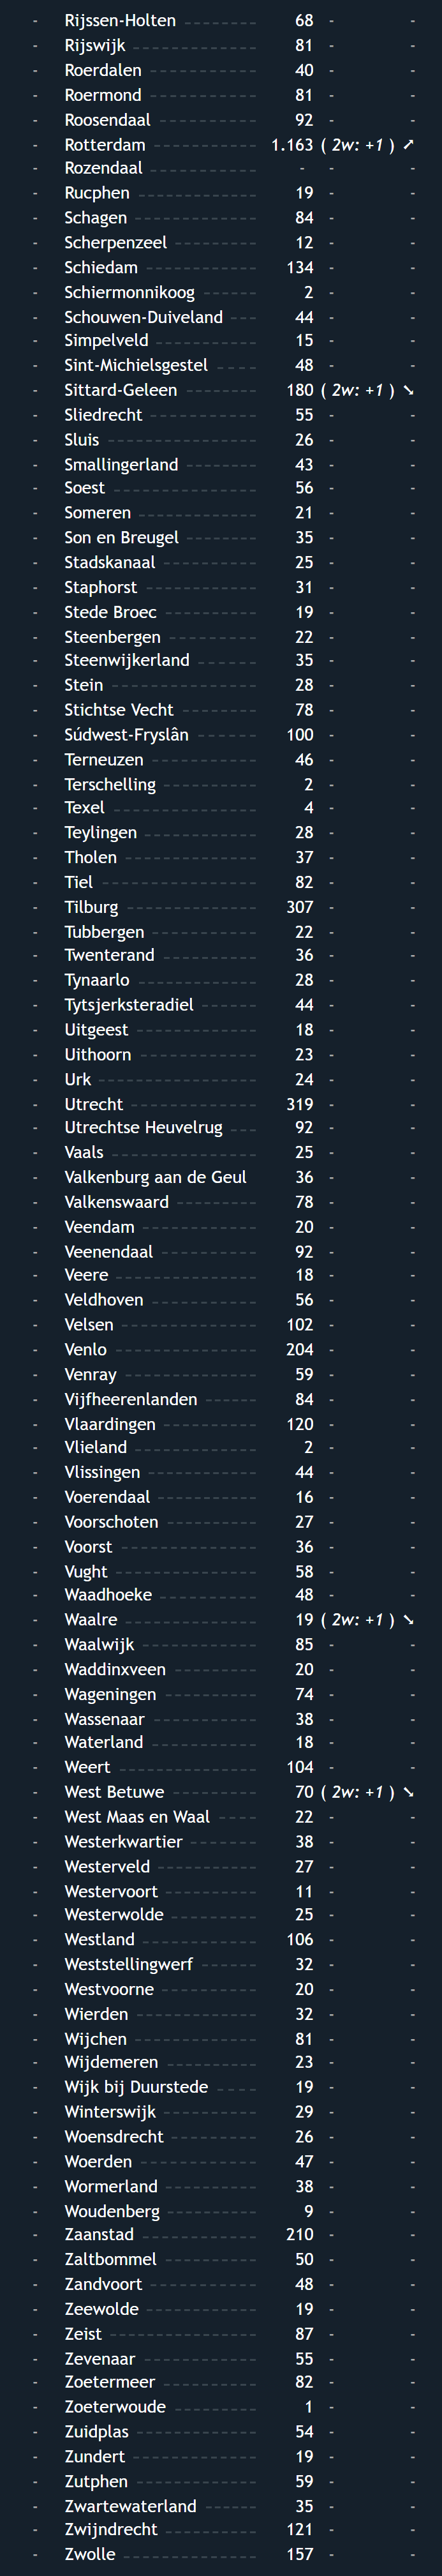 - Rijssen-Holten 68 - -
- Rijswijk 81 - -
- Roerdalen 40 - -
- Roermond 81 - -
- Roosendaal 92 - -
- Rotterdam 1.163 ( 2w: +1 ) ➚
- Rozendaal - - -
- Rucphen 19 - -
- Schagen 84 - -
- Scherpenzeel 12 - -
- Schiedam 134 - -
- Schiermonnikoog 2 - -
- Schouwen-Duiveland 44 - -
- Simpelveld 15 - -
- Sint-Michielsgestel 48 - -
- Sittard-Geleen 180 ( 2w: +1 ) ➘
- Sliedrecht 55 - -
- Sluis 26 - -
- Smallingerland 43 - -
- Soest 56 - -
- Someren 21 - -
- Son en Breugel 35 - -
- Stadskanaal 25 - -
- Staphorst 31 - -
- Stede Broec 19 - -
- Steenbergen 22 - -
- Steenwijkerland 35 - -
- Stein 28 - -
- Stichtse Vecht 78 - -
- Súdwest-Fryslân 100 - -
- Terneuzen 46 - -
- Terschelling 2 - -
- Texel 4 - -
- Teylingen 28 - -
- Tholen 37 - -
- Tiel 82 - -
- Tilburg 307 - -
- Tubbergen 22 - -
- Twenterand 36 - -
- Tynaarlo 28 - -
- Tytsjerksteradiel 44 - -
- Uitgeest 18 - -
- Uithoorn 23 - -
- Urk 24 - -
- Utrecht 319 - -
- Utrechtse Heuvelrug 92 - -
- Vaals 25 - -
- Valkenburg aan de Geul 36 - -
- Valkenswaard 78 - -
- Veendam 20 - -
- Veenendaal 92 - -
- Veere 18 - -
- Veldhoven 56 - -
- Velsen 102 - -
- Venlo 204 - -
- Venray 59 - -
- Vijfheerenlanden 84 - -
- Vlaardingen 120 - -
- Vlieland 2 - -
- Vlissingen 44 - -
- Voerendaal 16 - -
- Voorschoten 27 - -
- Voorst 36 - -
- Vught 58 - -
- Waadhoeke 48 - -
- Waalre 19 ( 2w: +1 ) ➘
- Waalwijk 85 - -
- Waddinxveen 20 - -
- Wageningen 74 - -
- Wassenaar 38 - -
- Waterland 18 - -
- Weert 104 - -
- West Betuwe 70 ( 2w: +1 ) ➘
- West Maas en Waal 22 - -
- Westerkwartier 38 - -
- Westerveld 27 - -
- Westervoort 11 - -
- Westerwolde 25 - -
- Westland 106 - -
- Weststellingwerf 32 - -
- Westvoorne 20 - -
- Wierden 32 - -
- Wijchen 81 - -
- Wijdemeren 23 - -
- Wijk bij Duurstede 19 - -
- Winterswijk 29 - -
- Woensdrecht 26 - -
- Woerden 47 - -
- Wormerland 38 - -
- Woudenberg 9 - -
- Zaanstad 210 - -
- Zaltbommel 50 - -
- Zandvoort 48 - -
- Zeewolde 19 - -
- Zeist 87 - -
- Zevenaar 55 - -
- Zoetermeer 82 - -
- Zoeterwoude 1 - -
- Zuidplas 54 - -
- Zundert 19 - -
- Zutphen 59 - -
- Zwartewaterland 35 - -
- Zwijndrecht 121 - -
- Zwolle 157 - -